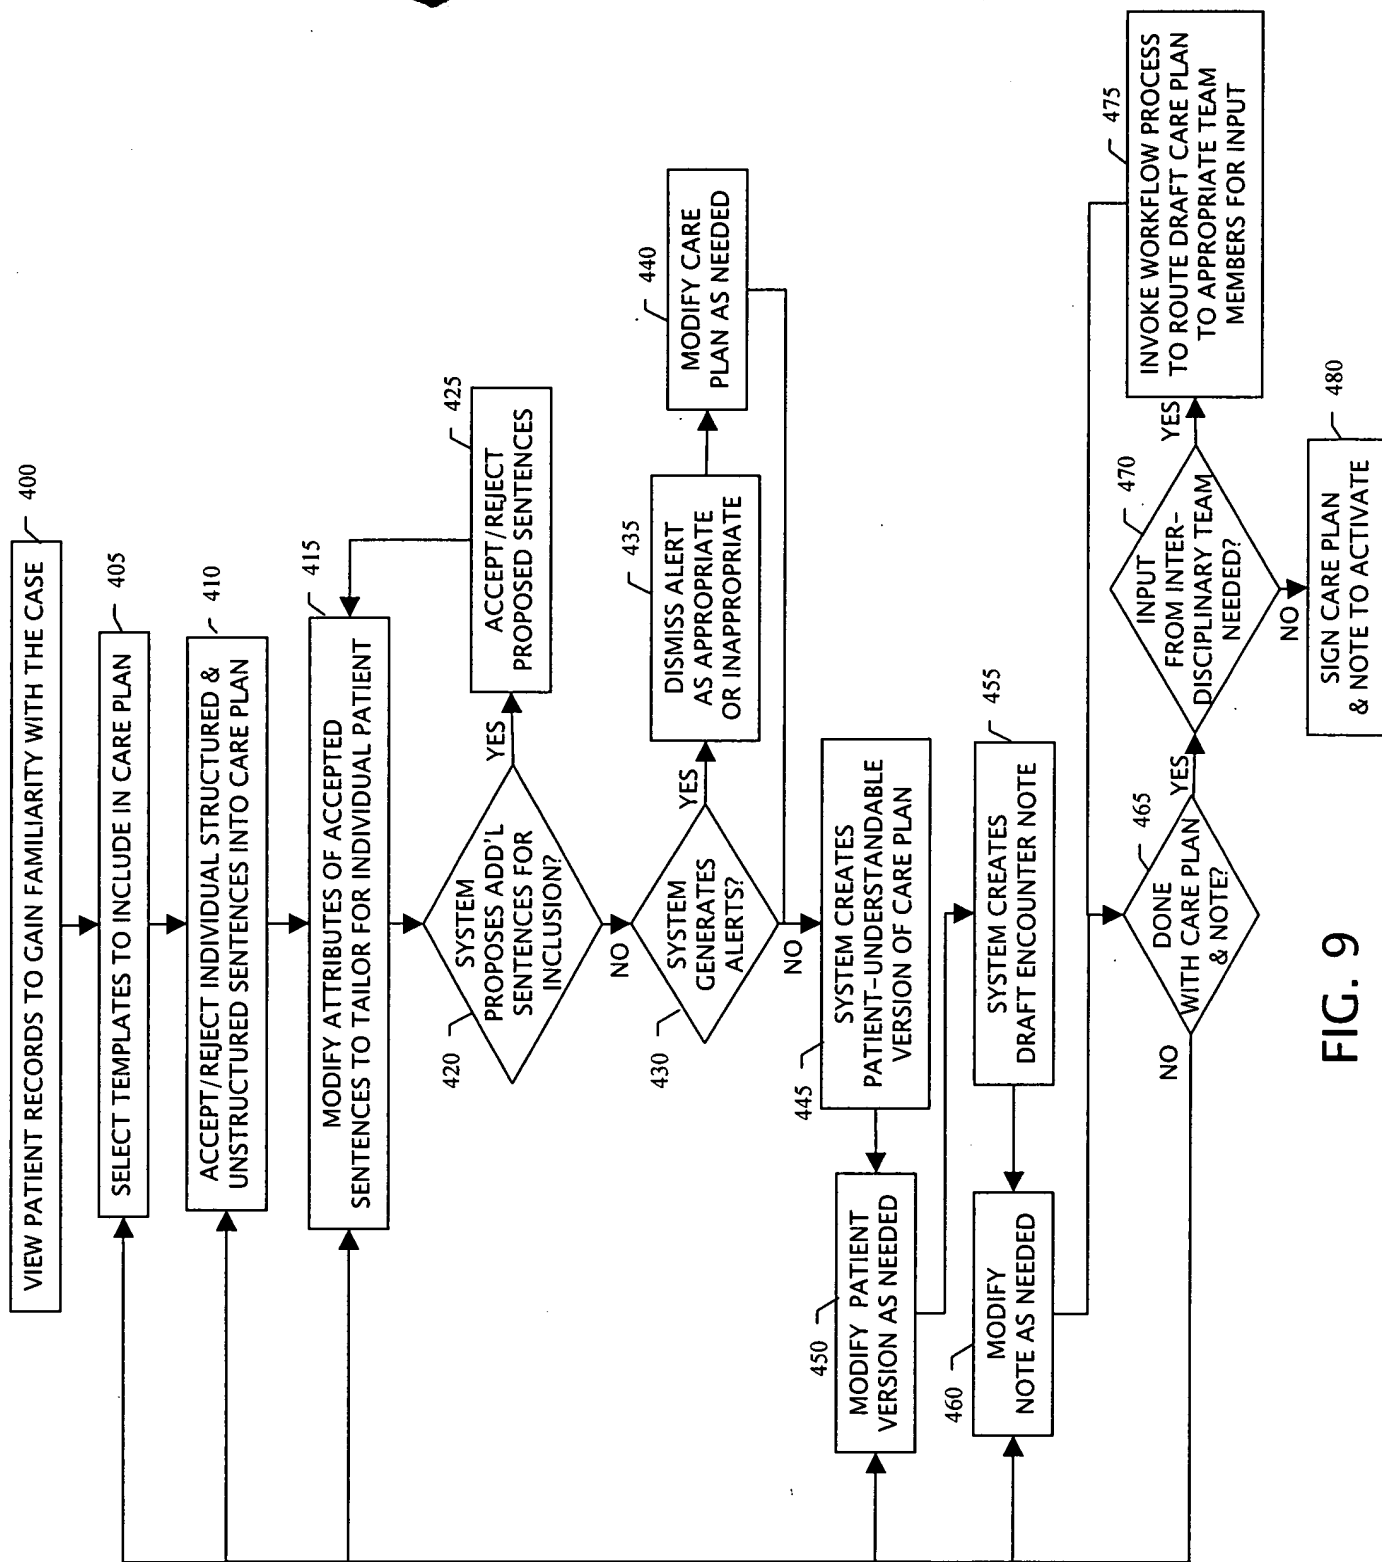 VIEW PATIENT RECORDS TO GAIN FAMILIARITY WITH THE CASE
400
SELECT TEMPLATES TO INCLUDE IN CARE PLAN
405
ACCEPT/REJECT INDIVIDUAL STRUCTURED &
UNSTRUCTURED SENTENCES INTO CARE PLAN
410
MODIFY ATTRIBUTES OF ACCEPTED
SENTENCES TO TAILOR FOR INDIVIDUAL PATIENT
415
SYSTEM
PROPOSES ADD'L
SENTENCES FOR
INCLUSION?
420
YES
NO
ACCEPT/REJECT
PROPOSED SENTENCES
425
SYSTEM
GENERATES
ALERTS?
430
YES
NO
DISMISS ALERT
AS APPROPRIATE
OR INAPPROPRIATE
435
MODIFY CARE
PLAN AS NEEDED
440
SYSTEM CREATES
PATIENT-UNDERSTANDABLE
VERSION OF CARE PLAN
445
MODIFY PATIENT
VERSION AS NEEDED
450
SYSTEM CREATES
DRAFT ENCOUNTER NOTE
455
MODIFY
NOTE AS NEEDED
460
DONE
WITH CARE PLAN
& NOTE?
465
NO
YES
INPUT
FROM INTER-
DISCIPLINARY TEAM
NEEDED?
470
YES
NO
INVOKE WORKFLOW PROCESS
TO ROUTE DRAFT CARE PLAN
TO APPROPRIATE TEAM
MEMBERS FOR INPUT
475
SIGN CARE PLAN
& NOTE TO ACTIVATE
480
FIG. 9